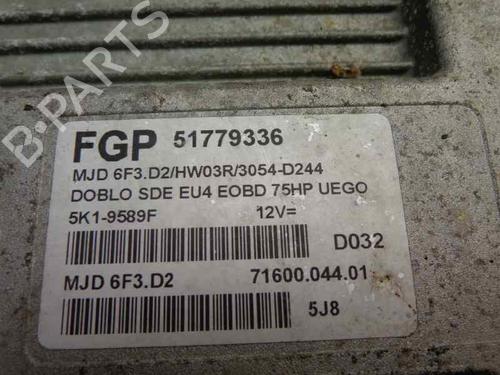 FGP 51779336
MJD 6F3.D2/HW03R/3054-D244
DOBLO SDE EU4 EOBD 75HP UEGO
5K1-9589F 12V=
D032
MJD 6F3.D2 71600.044.01
5J8
B-PARTS